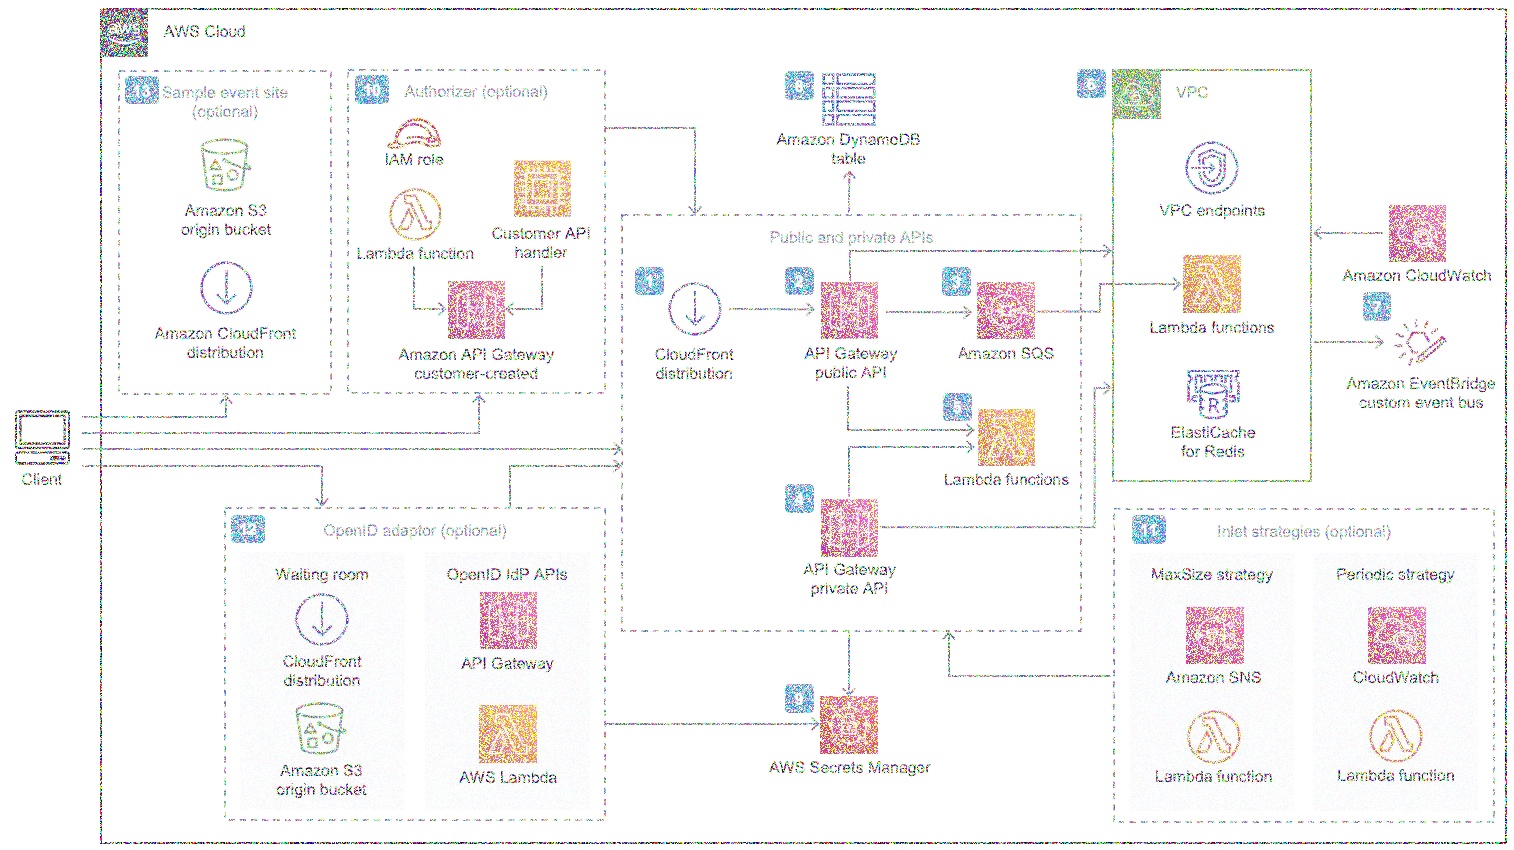 aws
AWS Cloud
13
Sample event site
(optional)
Amazon S3
origin bucket
Amazon CloudFront
distribution
10
Authorizer (optional)
IAM role
Lambda function
Customer API
handler
Amazon API Gateway
customer-created
8
Amazon DynamoDB
table
Public and private APIs
1
CloudFront
distribution
2
API Gateway
public API
3
Amazon SQS
5
Lambda functions
4
API Gateway
private API
6
VPC
VPC endpoints
Lambda functions
R
ElastiCache
for Redis
Amazon CloudWatch
7
Amazon EventBridge
custom event bus
Client
12
OpenID adaptor (optional)
Waiting room
CloudFront
distribution
Amazon S3
origin bucket
OpenID IdP APIs
API Gateway
AWS Lambda
9
AWS Secrets Manager
11
Inlet strategies (optional)
MaxSize strategy
Amazon SNS
Lambda function
Periodic strategy
CloudWatch
Lambda function